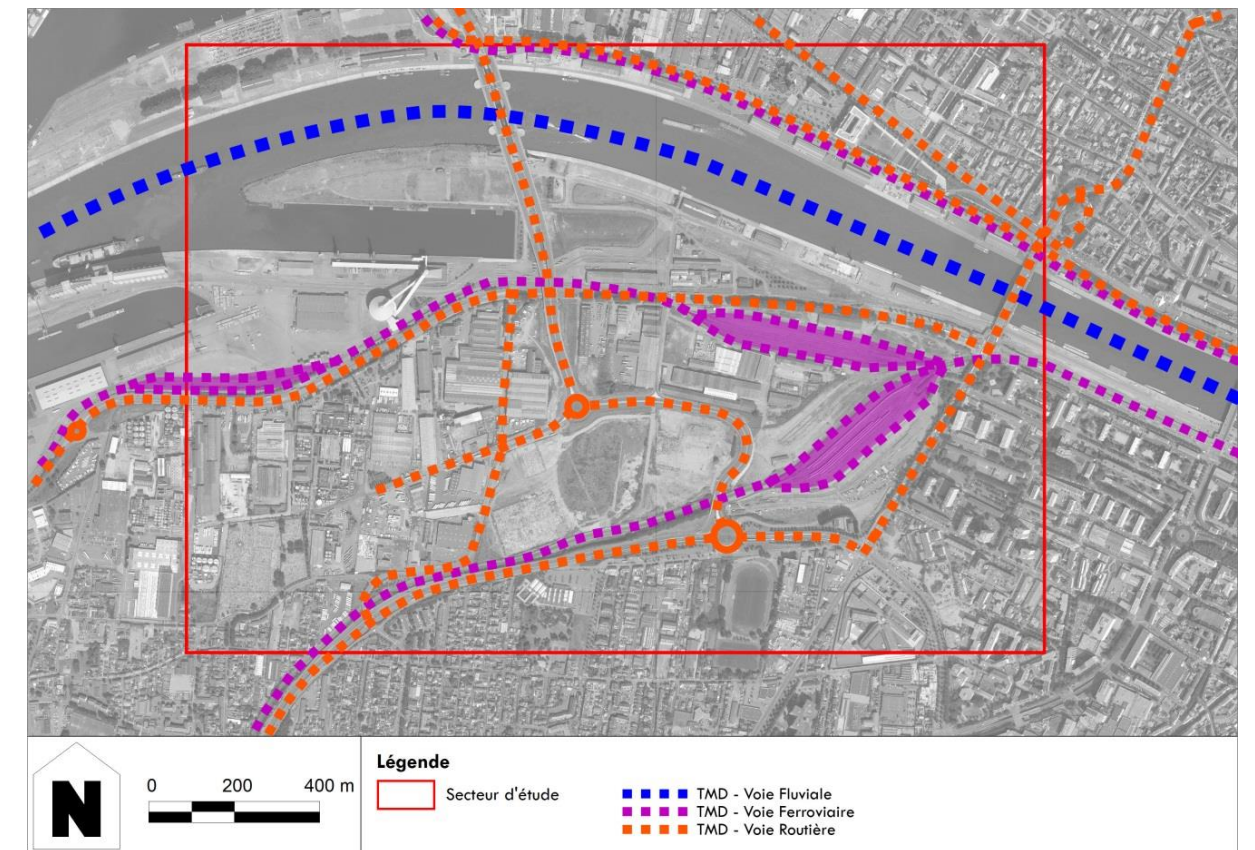 N
0 200 400 m
Légende
Secteur d'étude
TMD - Voie Fluviale
TMD - Voie Ferroviaire
TMD - Voie Routière